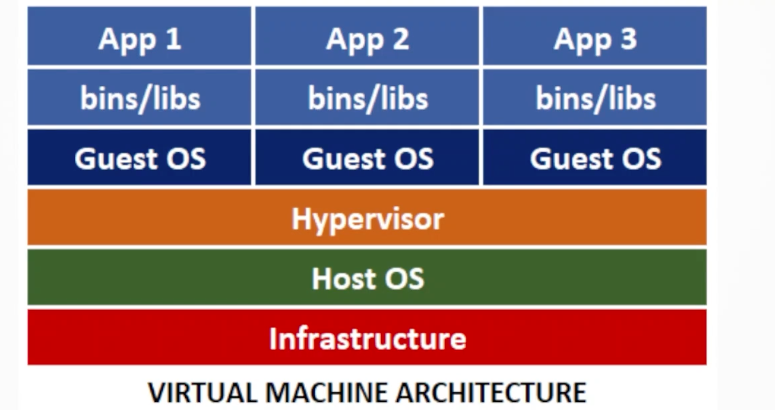 App 1 App 2 App 3
bins/libs bins/libs bins/libs
Guest OS Guest OS Guest OS
Hypervisor
Host OS
Infrastructure
VIRTUAL MACHINE ARCHITECTURE